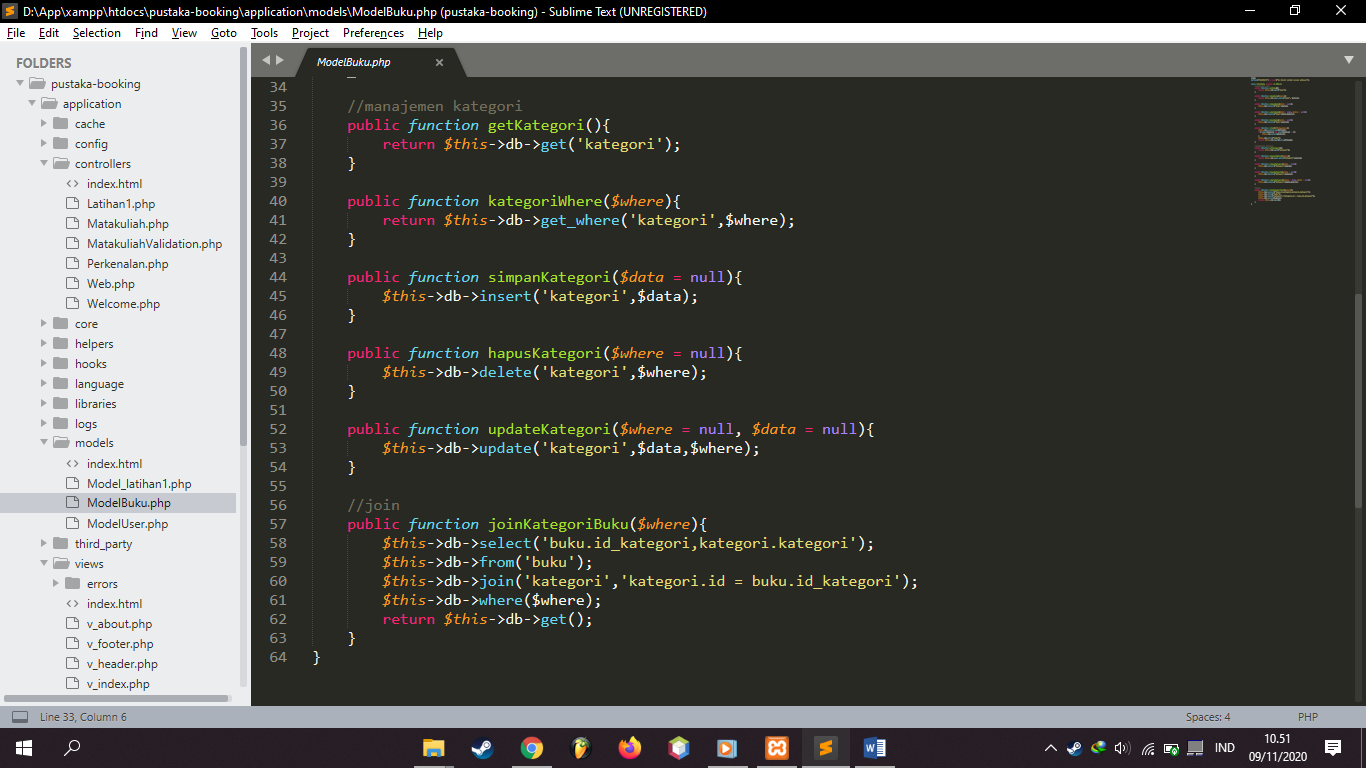 D:\App\xampp\htdocs\pustaka-booking\application\models\ModelBuku.php (pustaka-booking) - Sublime Text (UNREGISTERED)
File Edit Selection Find View Goto Tools Project Preferences Help
FOLDERS
pustaka-booking
application
cache
config
controllers
index.html
Latihan1.php
Matakuliah.php
MatakuliahValidation.php
Perkenalan.php
Web.php
Welcome.php
core
helpers
hooks
language
libraries
logs
models
index.html
Model_latihan1.php
ModelBuku.php
ModelUser.php
third_party
views
errors
index.html
v_about.php
v_footer.php
v_header.php
v_index.php
ModelBuku.php
34
35 //manajemen kategori
36 public function getKategori(){
37 return $this->db->get('kategori');
38 }
39
40 public function kategoriWhere($where){
41 return $this->db->get_where('kategori',$where);
42 }
43
44 public function simpanKategori($data = null){
45 $this->db->insert('kategori',$data);
46 }
47
48 public function hapusKategori($where = null){
49 $this->db->delete('kategori',$where);
50 }
51
52 public function updateKategori($where = null, $data = null){
53 $this->db->update('kategori',$data,$where);
54 }
55
56 //join
57 public function joinKategoriBuku($where){
58 $this->db->select('buku.id_kategori,kategori.kategori');
59 $this->db->from('buku');
60 $this->db->join('kategori','kategori.id = buku.id_kategori');
61 $this->db->where($where);
62 return $this->db->get();
63 }
64 }
Line 33, Column 6
Spaces: 4
PHP
IND
10.51
09/11/2020